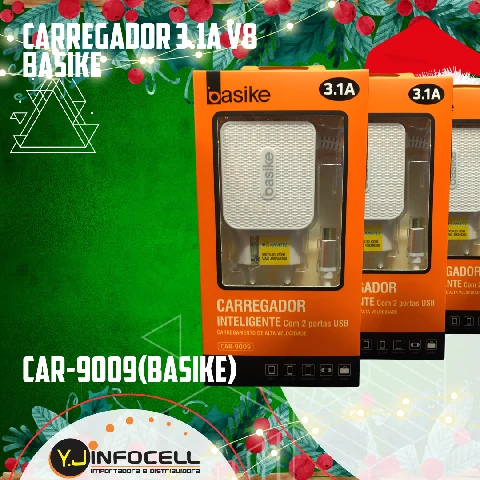 CARREGADOR 3.1A V8
BASIKE
basike
3.1A
basike
CARREGADOR
INTELIGENTE Com 2 portas USB
CARREGAMENTO DE ALTA VELOCIDADE
CAR-9009
3.1A
CARREGADOR
INTELIGENTE Com 2 portas USB
CAR-9009(BASIKE)
Y.J INFOCELL
importadora e distribuidora